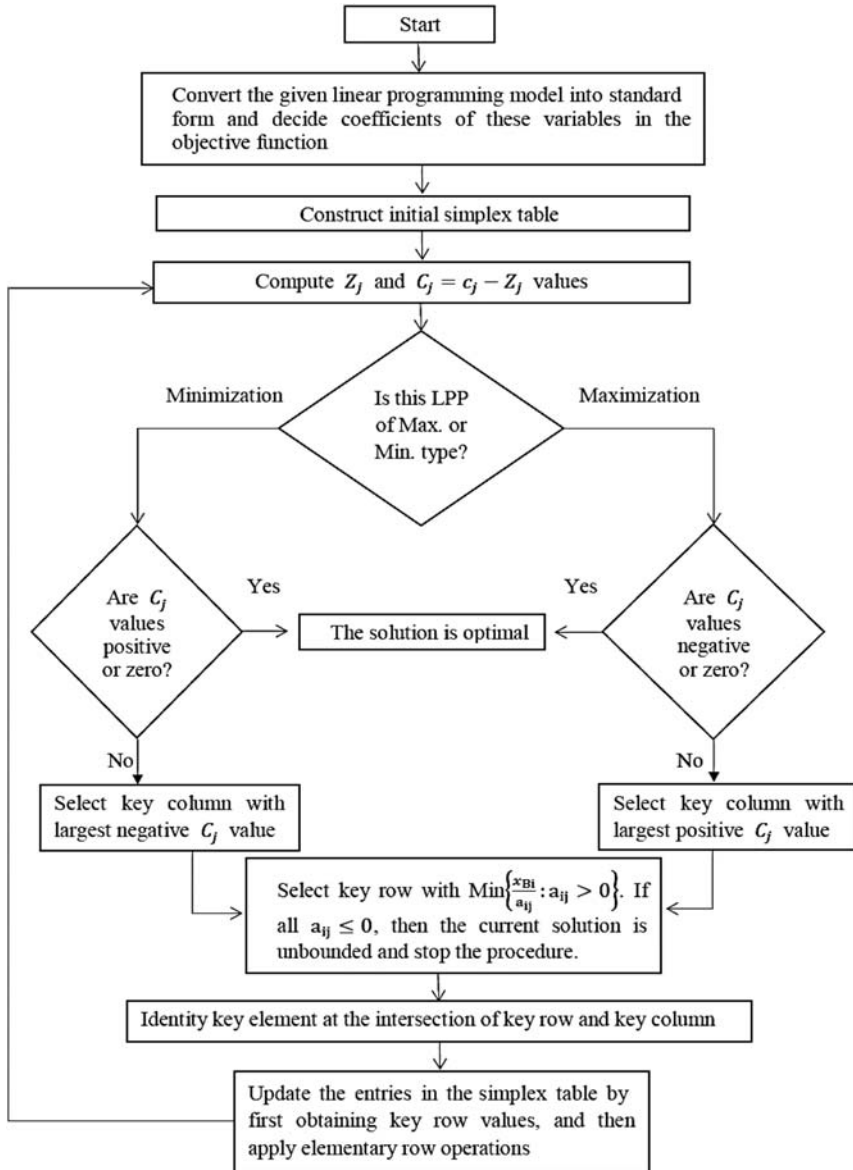 Start
Convert the given linear programming model into standard
form and decide coefficients of these variables in the
objective function
Construct initial simplex table
Compute Z_j and C_j = c_j − Z_j values
Is this LPP
of Max. or
Min. type?
Minimization
Maximization
Are C_j
values
positive
or zero?
Yes
The solution is optimal
Yes
Are C_j
values
negative
or zero?
No
No
Select key column with
largest negative C_j value
Select key column with
largest positive C_j value
Select key row with Min{x_Bi/a_ij : a_ij > 0}. If
all a_ij ≤ 0, then the current solution is
unbounded and stop the procedure.
Identity key element at the intersection of key row and key column
Update the entries in the simplex table by
first obtaining key row values, and then
apply elementary row operations